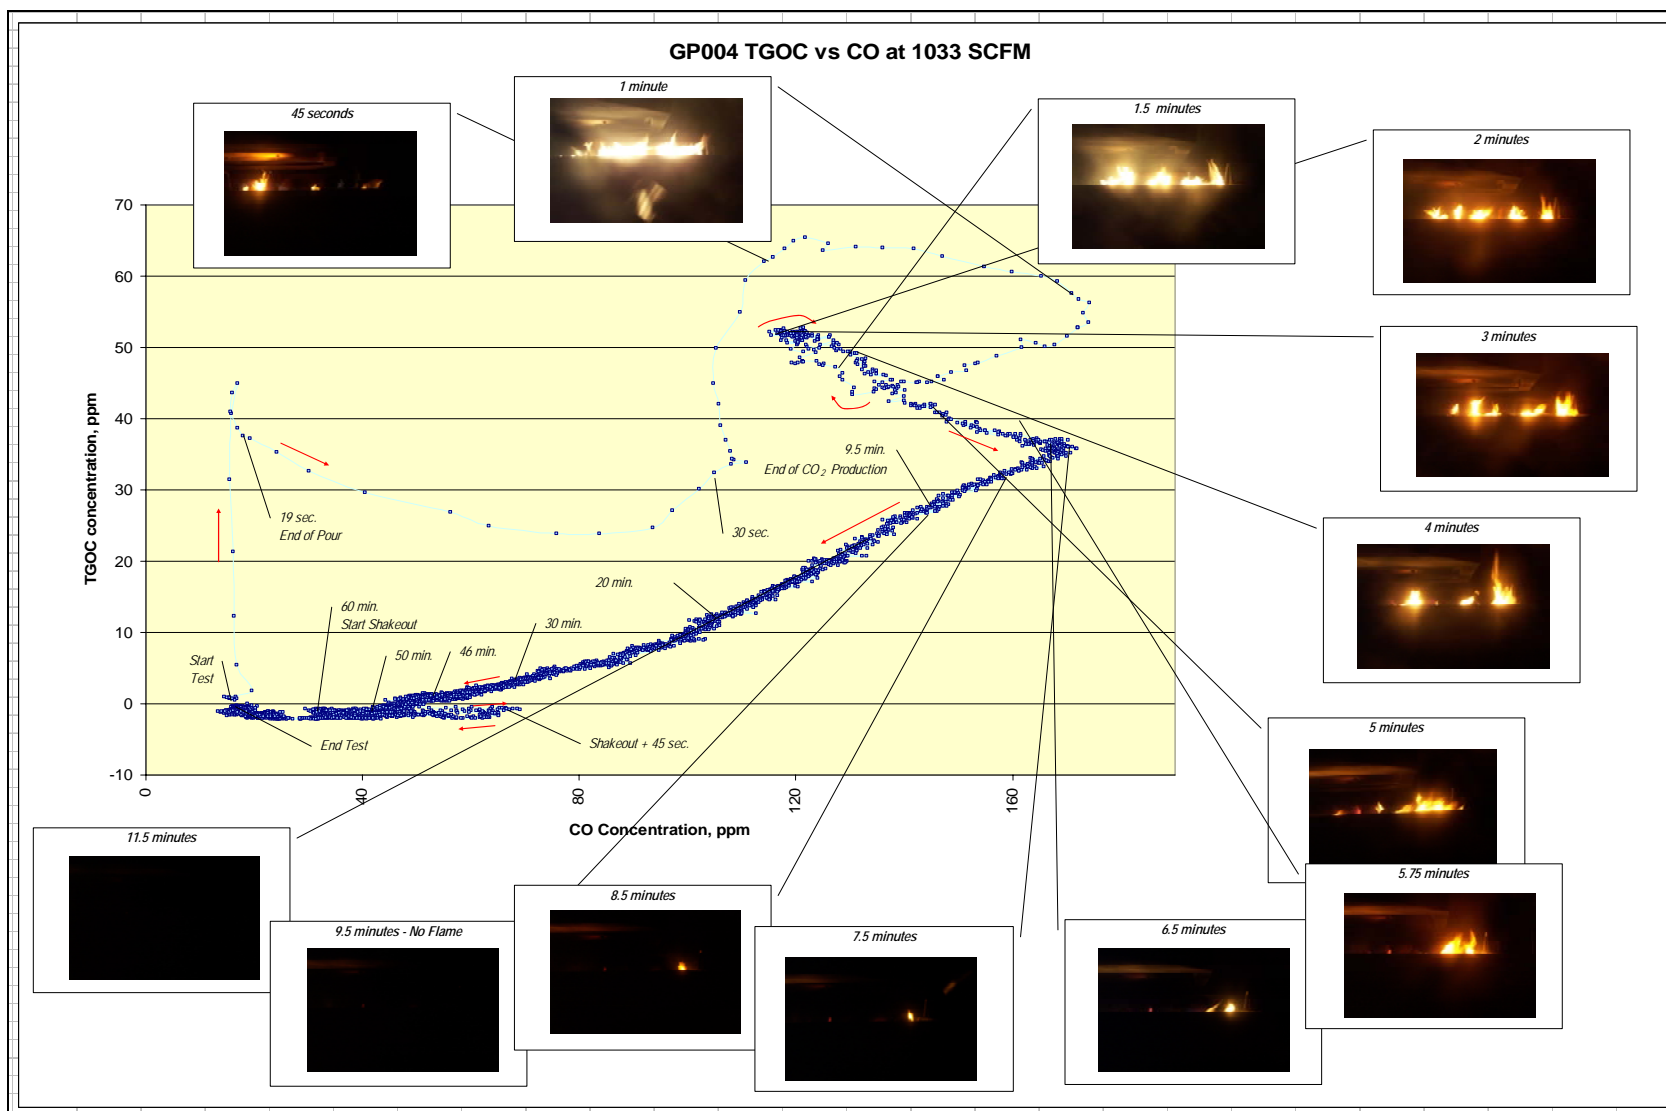 GP004 TGOC vs CO at 1033 SCFM
45 seconds
1 minute
1.5 minutes
2 minutes
3 minutes
4 minutes
5 minutes
5.75 minutes
6.5 minutes
7.5 minutes
8.5 minutes
9.5 minutes - No Flame
11.5 minutes
TGOC concentration, ppm
70
60
50
40
30
20
10
0
-10
0
40
80
120
160
CO Concentration, ppm
19 sec.
End of Pour
30 sec.
9.5 min.
End of CO2 Production
20 min.
30 min.
46 min.
50 min.
60 min.
Start Shakeout
Start
Test
End Test
Shakeout + 45 sec.